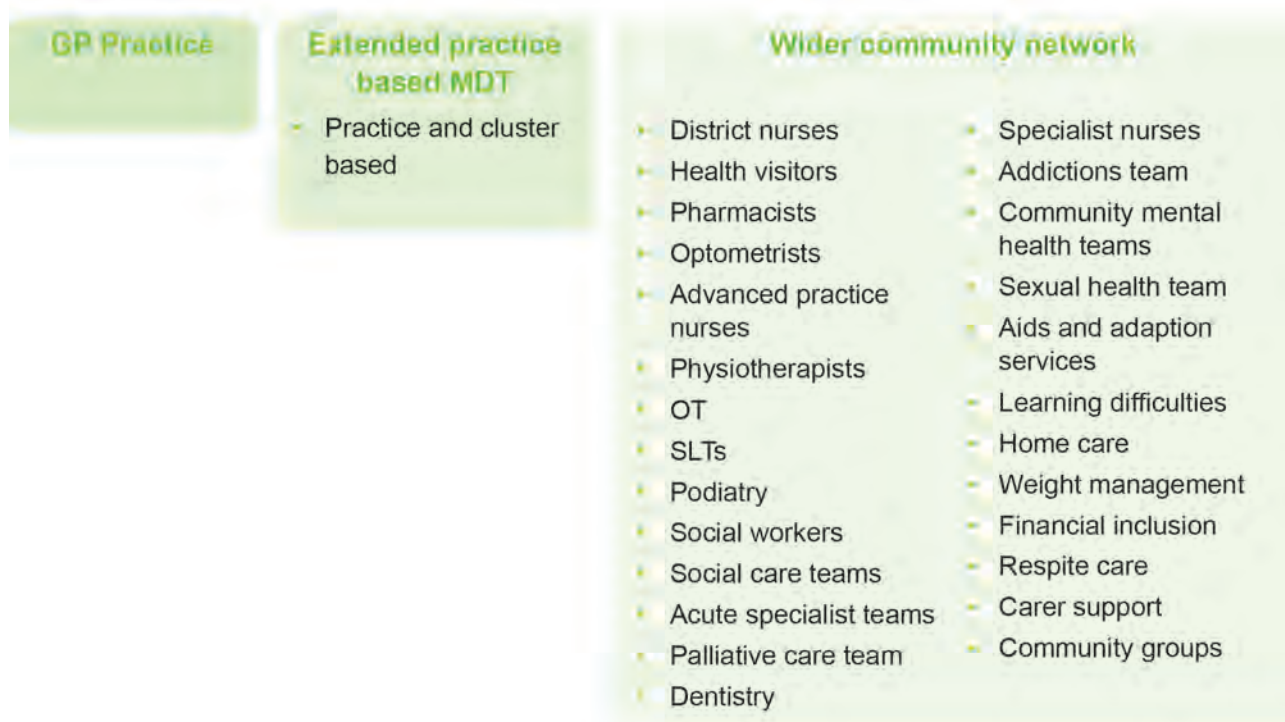 GP Practice
Extended practice
based MDT
Practice and cluster
based
Wider community network
District nurses
Health visitors
Pharmacists
Optometrists
Advanced practice
nurses
Physiotherapists
OT
SLTs
Podiatry
Social workers
Social care teams
Acute specialist teams
Palliative care team
Dentistry
Specialist nurses
Addictions team
Community mental
health teams
Sexual health team
Aids and adaption
services
Learning difficulties
Home care
Weight management
Financial inclusion
Respite care
Carer support
Community groups